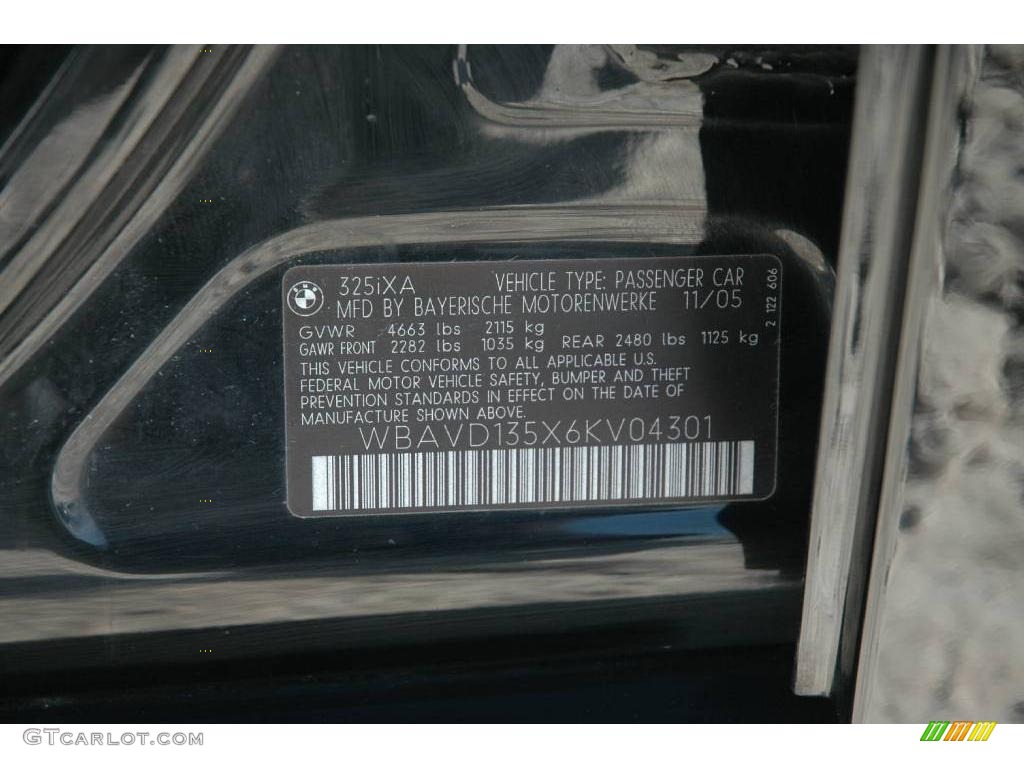 BMW
325iXA VEHICLE TYPE: PASSENGER CAR
MFD BY BAYERISCHE MOTORENWERKE 11/05
GVWR 4663 lbs 2115 kg
GAWR FRONT 2282 lbs 1035 kg REAR 2480 lbs 1125 kg
THIS VEHICLE CONFORMS TO ALL APPLICABLE U.S.
FEDERAL MOTOR VEHICLE SAFETY, BUMPER AND THEFT
PREVENTION STANDARDS IN EFFECT ON THE DATE OF
MANUFACTURE SHOWN ABOVE.
WBAVD135X6KV04301
2 122 606
GTCARLOT.COM